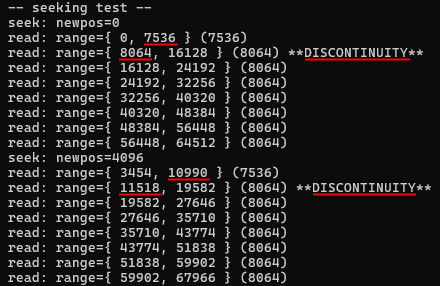 -- seeking test --
seek: newpos=0
read: range={ 0, 7536 } (7536)
read: range={ 8064, 16128 } (8064) **DISCONTINUITY**
read: range={ 16128, 24192 } (8064)
read: range={ 24192, 32256 } (8064)
read: range={ 32256, 40320 } (8064)
read: range={ 40320, 48384 } (8064)
read: range={ 48384, 56448 } (8064)
read: range={ 56448, 64512 } (8064)
seek: newpos=4096
read: range={ 3454, 10990 } (7536)
read: range={ 11518, 19582 } (8064) **DISCONTINUITY**
read: range={ 19582, 27646 } (8064)
read: range={ 27646, 35710 } (8064)
read: range={ 35710, 43774 } (8064)
read: range={ 43774, 51838 } (8064)
read: range={ 51838, 59902 } (8064)
read: range={ 59902, 67966 } (8064)